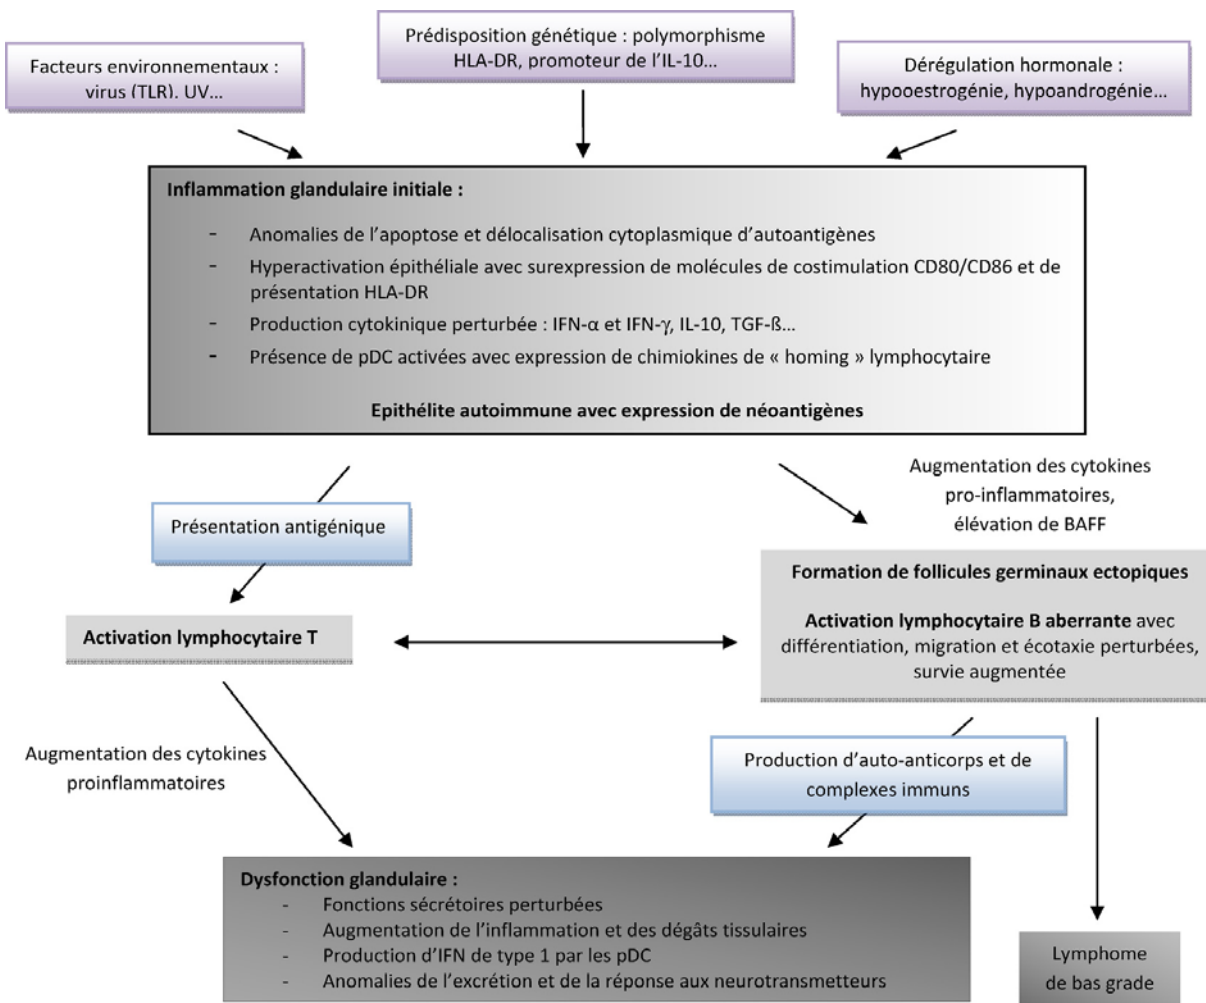 Facteurs environnementaux :
virus (TLR). UV...
Prédisposition génétique : polymorphisme
HLA-DR, promoteur de l'IL-10...
Dérégulation hormonale :
hypooestrogénie, hypoandrogénie...
Inflammation glandulaire initiale :
- Anomalies de l'apoptose et délocalisation cytoplasmique d'autoantigènes
- Hyperactivation épithéliale avec surexpression de molécules de costimulation CD80/CD86 et de
présentation HLA-DR
- Production cytokinique perturbée : IFN-α et IFN-γ, IL-10, TGF-ß...
- Présence de pDC activées avec expression de chimiokines de « homing » lymphocytaire
Epithélite autoimmune avec expression de néoantigènes
Augmentation des cytokines
pro-inflammatoires,
élévation de BAFF
Présentation antigénique
Formation de follicules germinaux ectopiques
Activation lymphocytaire B aberrante avec
différentiation, migration et écotaxie perturbées,
survie augmentée
Activation lymphocytaire T
Augmentation des cytokines
proinflammatoires
Production d'auto-anticorps et de
complexes immuns
Dysfonction glandulaire :
- Fonctions sécrétoires perturbées
- Augmentation de l'inflammation et des dégâts tissulaires
- Production d'IFN de type 1 par les pDC
- Anomalies de l'excrétion et de la réponse aux neurotransmetteurs
Lymphome
de bas grade